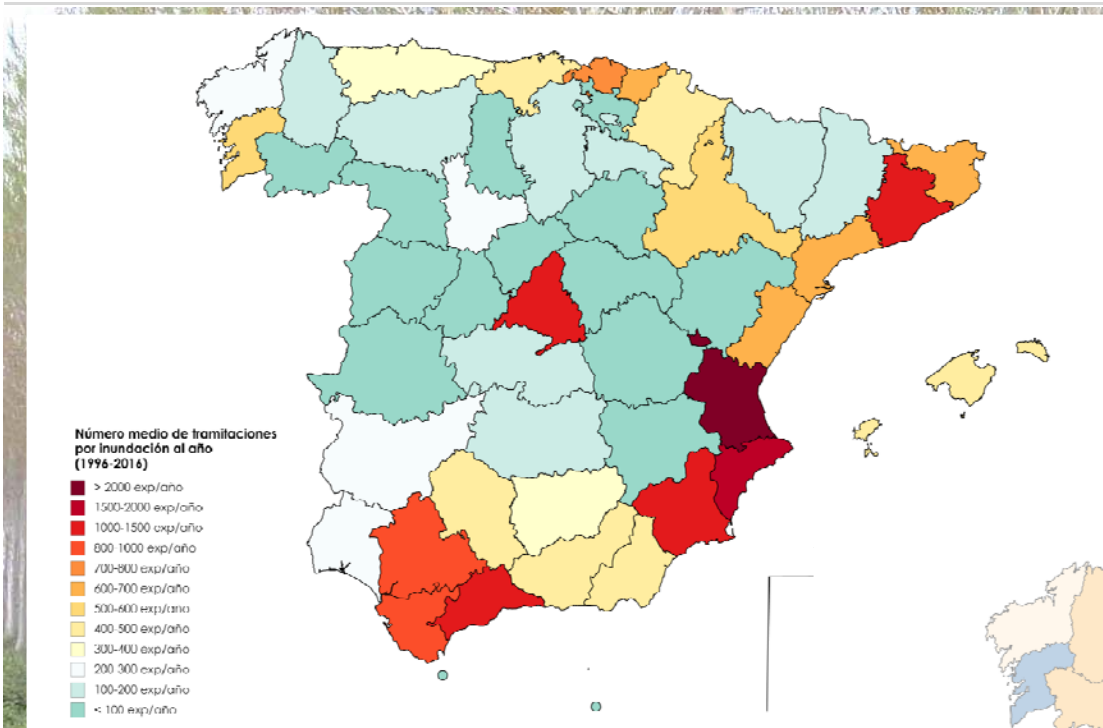 Número medio de tramitaciones
por inundación al año
(1996-2016)
> 2000 exp/año
1500-2000 exp/año
1000-1500 exp/año
800-1000 exp/año
700-800 exp/año
600-700 exp/año
500-600 exp/año
400-500 exp/año
300-400 exp/año
200-300 exp/año
100-200 exp/año
< 100 exp/año